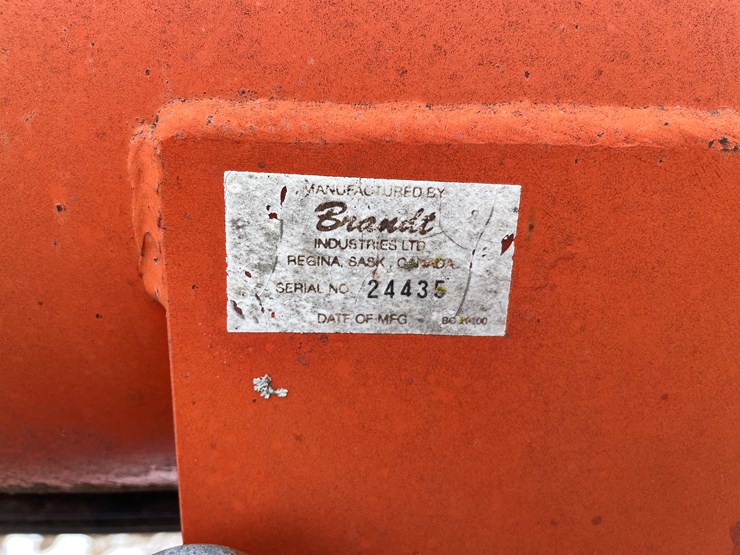 MANUFACTURED BY
Brandt
INDUSTRIES LTD
REGINA, SASK, CANADA
SERIAL NO. 24435
DATE OF MFG